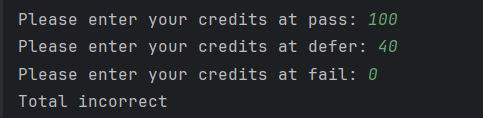 Please enter your credits at pass: 100
Please enter your credits at defer: 40
Please enter your credits at fail: 0
Total incorrect